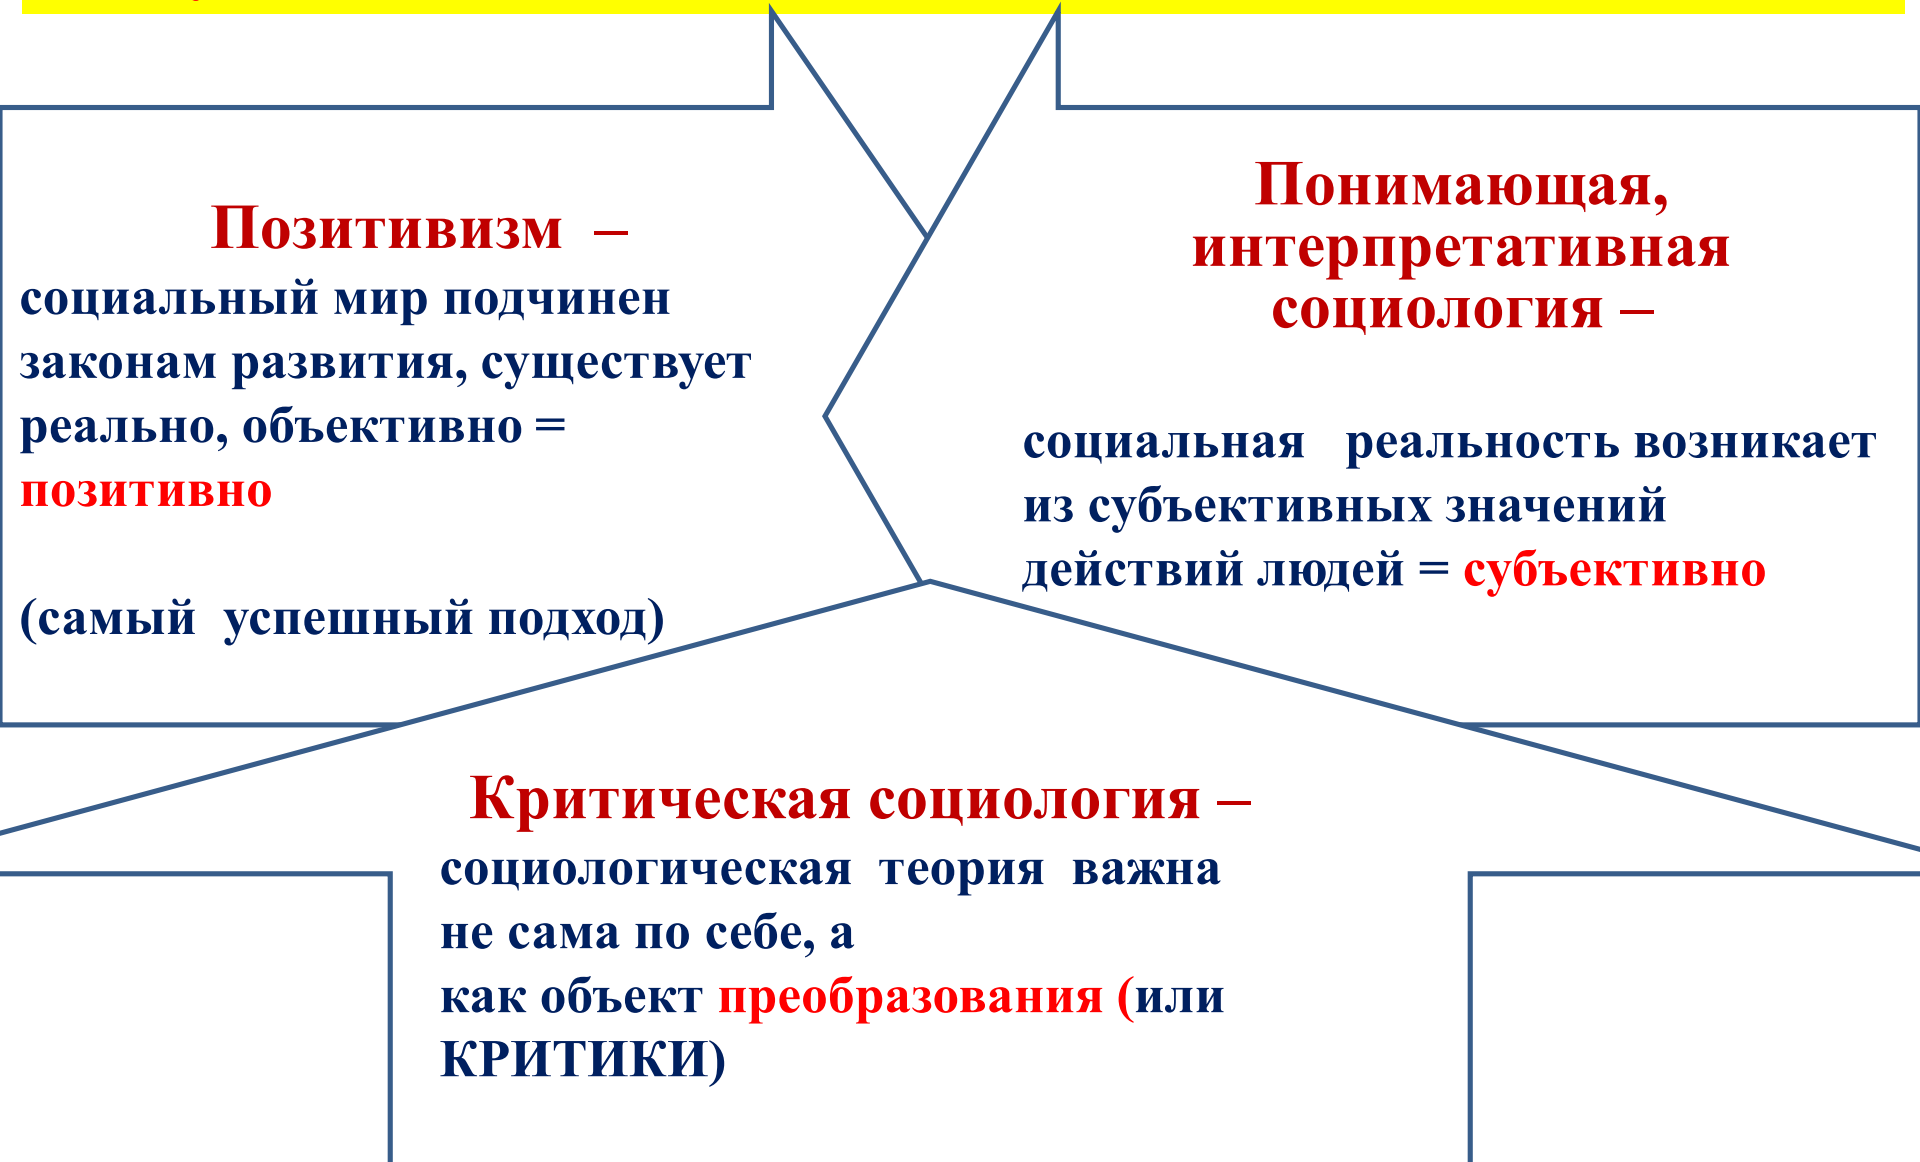 Позитивизм –
социальный мир подчинен
законам развития, существует
реально, объективно =
позитивно
(самый успешный подход)
Понимающая,
интерпретативная
социология –
социальная реальность возникает
из субъективных значений
действий людей = субъективно
Критическая социология –
социологическая теория важна
не сама по себе, а
как объект преобразования (или
КРИТИКИ)